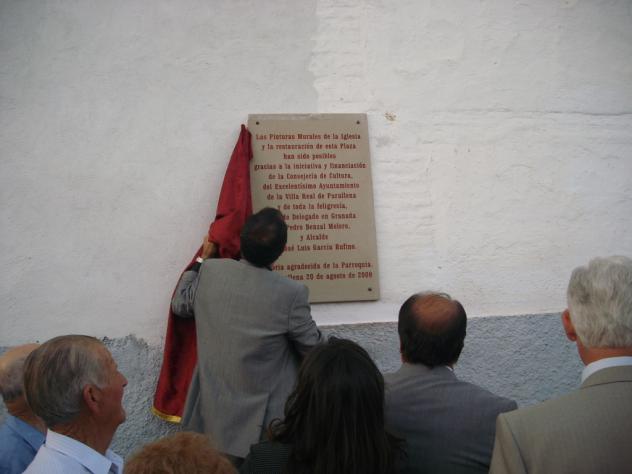 Las Pinturas Murales de la Iglesia
y la restauración de esta Plaza
han sido posibles
gracias a la iniciativa y financiación
de la Consejería de Cultura,
del Excelentísimo Ayuntamiento
de la Villa Real de Purullena
y de toda la feligresía,
Delegado en Granada
Pedro Benzal Molero,
y Alcalde
José Luis García Rufino.
agradecida de la Parroquia.
20 de agosto de 2009